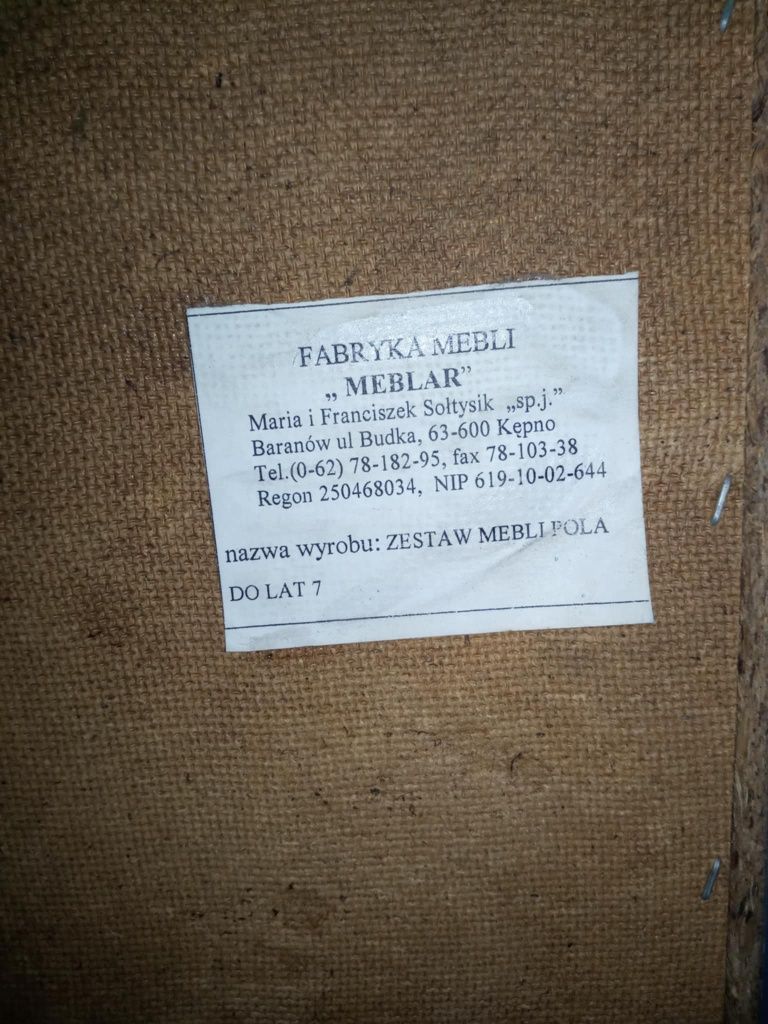 FABRYKA MEBLI
„ MEBLAR”
Maria i Franciszek Sołtysik „sp.j.”
Baranów ul Budka, 63-600 Kępno
Tel.(0-62) 78-182-95, fax 78-103-38
Regon 250468034, NIP 619-10-02-644
nazwa wyrobu: ZESTAW MEBLI POLA
DO LAT 7